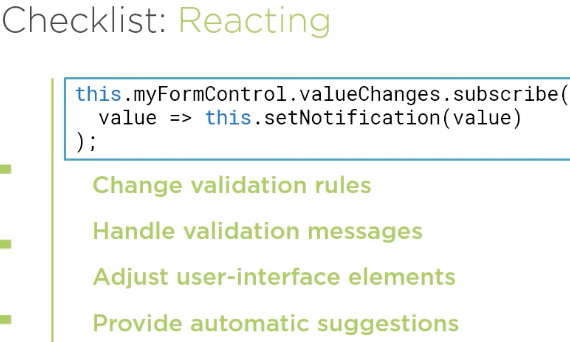 Checklist: Reacting
this.myFormControl.valueChanges.subscribe(
value => this.setNotification(value)
);
Change validation rules
Handle validation messages
Adjust user-interface elements
Provide automatic suggestions